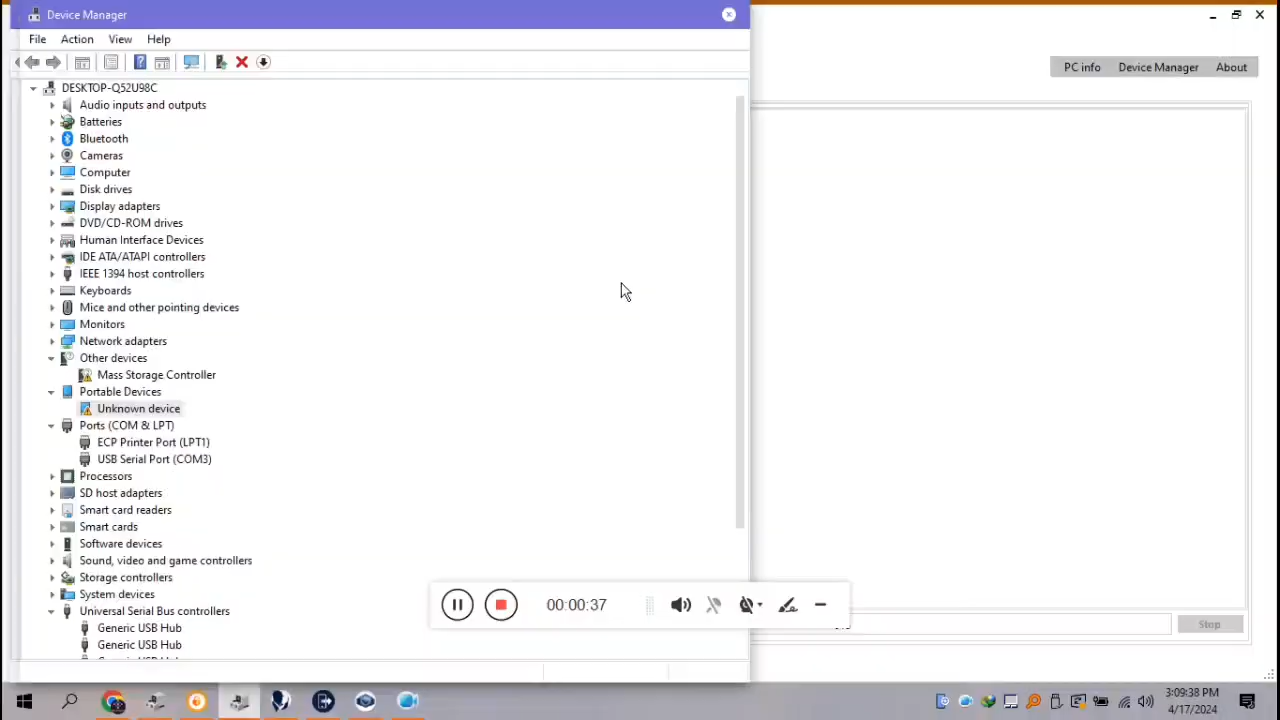 Device Manager
File Action View Help
PC info Device Manager About
DESKTOP-Q52U98C
Audio inputs and outputs
Batteries
Bluetooth
Cameras
Computer
Disk drives
Display adapters
DVD/CD-ROM drives
Human Interface Devices
IDE ATA/ATAPI controllers
IEEE 1394 host controllers
Keyboards
Mice and other pointing devices
Monitors
Network adapters
Other devices
Mass Storage Controller
Portable Devices
Unknown device
Ports (COM & LPT)
ECP Printer Port (LPT1)
USB Serial Port (COM3)
Processors
SD host adapters
Smart card readers
Smart cards
Software devices
Sound, video and game controllers
Storage controllers
System devices
Universal Serial Bus controllers
Generic USB Hub
Generic USB Hub
00:00:37
Stop
3:09:38 PM
4/17/2024